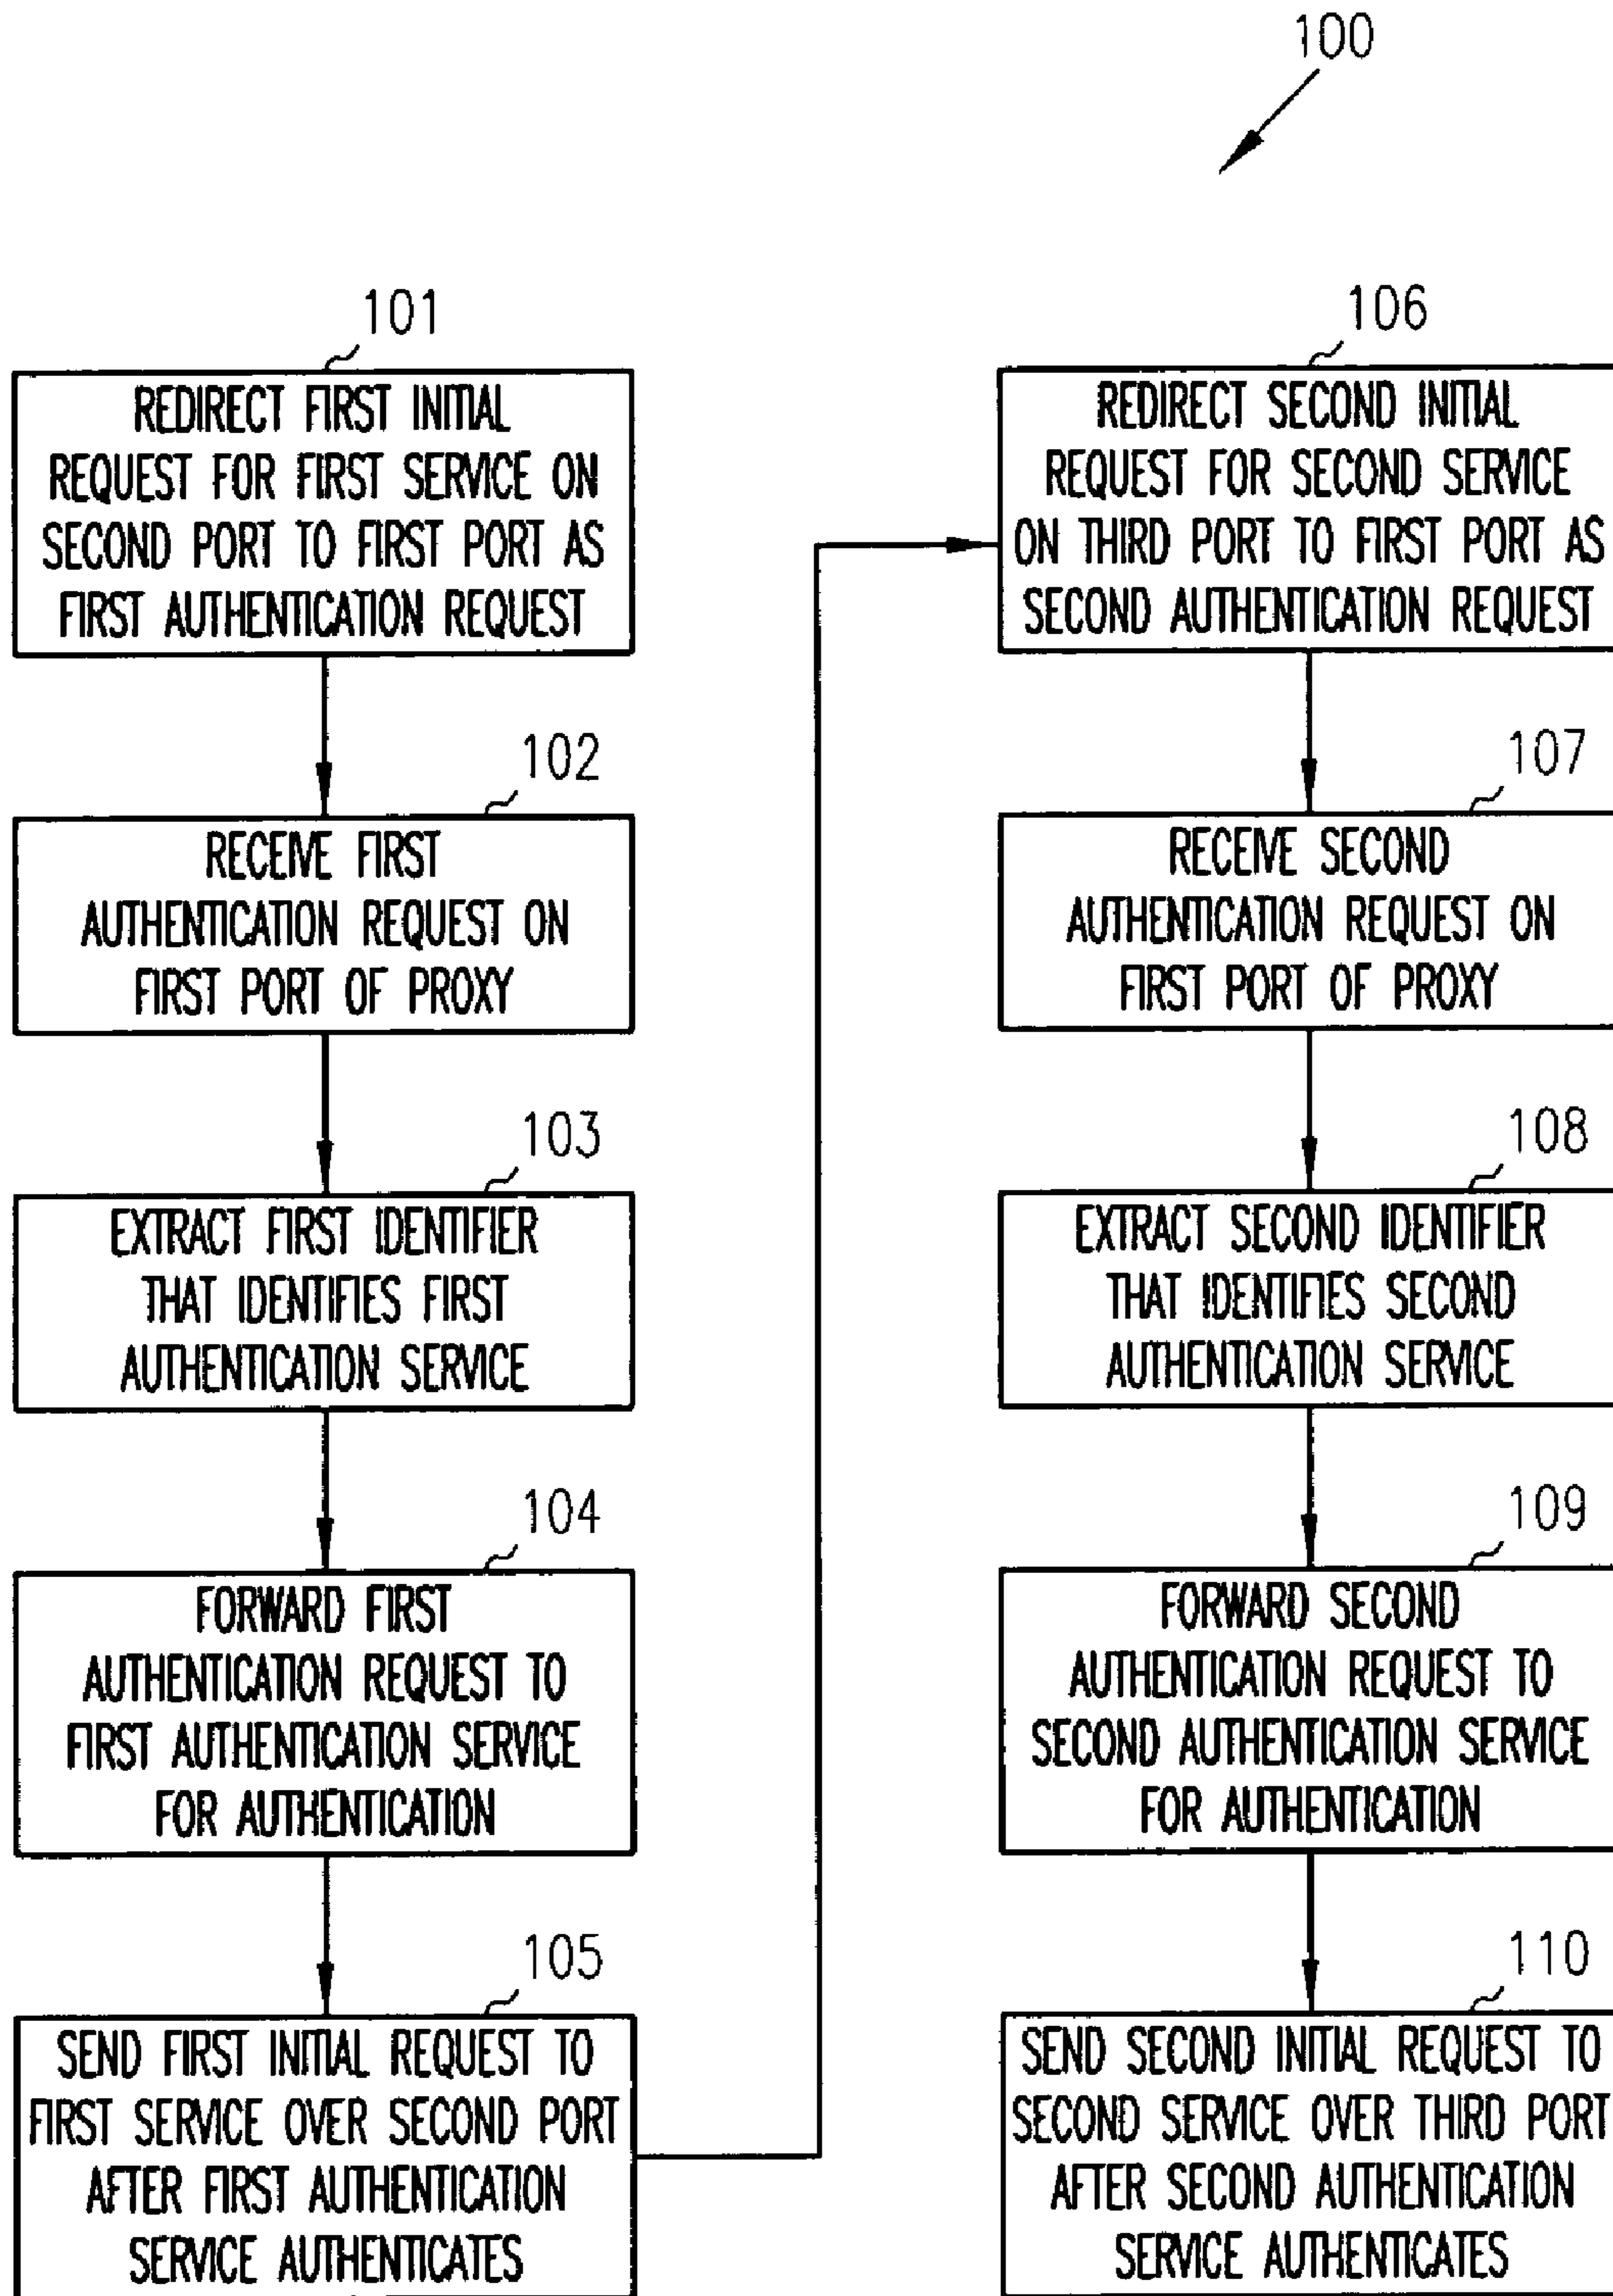 100
101
REDIRECT FIRST INITIAL
REQUEST FOR FIRST SERVICE ON
SECOND PORT TO FIRST PORT AS
FIRST AUTHENTICATION REQUEST
102
RECEIVE FIRST
AUTHENTICATION REQUEST ON
FIRST PORT OF PROXY
103
EXTRACT FIRST IDENTIFIER
THAT IDENTIFIES FIRST
AUTHENTICATION SERVICE
104
FORWARD FIRST
AUTHENTICATION REQUEST TO
FIRST AUTHENTICATION SERVICE
FOR AUTHENTICATION
105
SEND FIRST INITIAL REQUEST TO
FIRST SERVICE OVER SECOND PORT
AFTER FIRST AUTHENTICATION
SERVICE AUTHENTICATES
106
REDIRECT SECOND INITIAL
REQUEST FOR SECOND SERVICE
ON THIRD PORT TO FIRST PORT AS
SECOND AUTHENTICATION REQUEST
107
RECEIVE SECOND
AUTHENTICATION REQUEST ON
FIRST PORT OF PROXY
108
EXTRACT SECOND IDENTIFIER
THAT IDENTIFIES SECOND
AUTHENTICATION SERVICE
109
FORWARD SECOND
AUTHENTICATION REQUEST TO
SECOND AUTHENTICATION SERVICE
FOR AUTHENTICATION
110
SEND SECOND INITIAL REQUEST TO
SECOND SERVICE OVER THIRD PORT
AFTER SECOND AUTHENTICATION
SERVICE AUTHENTICATES